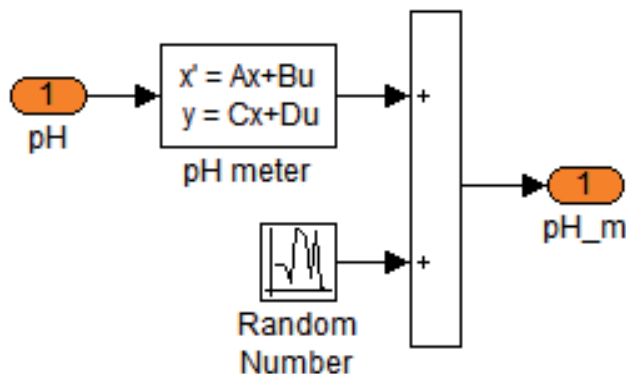 1
pH
x' = Ax+Bu
y = Cx+Du
pH meter
+
+
Random
Number
1
pH_m